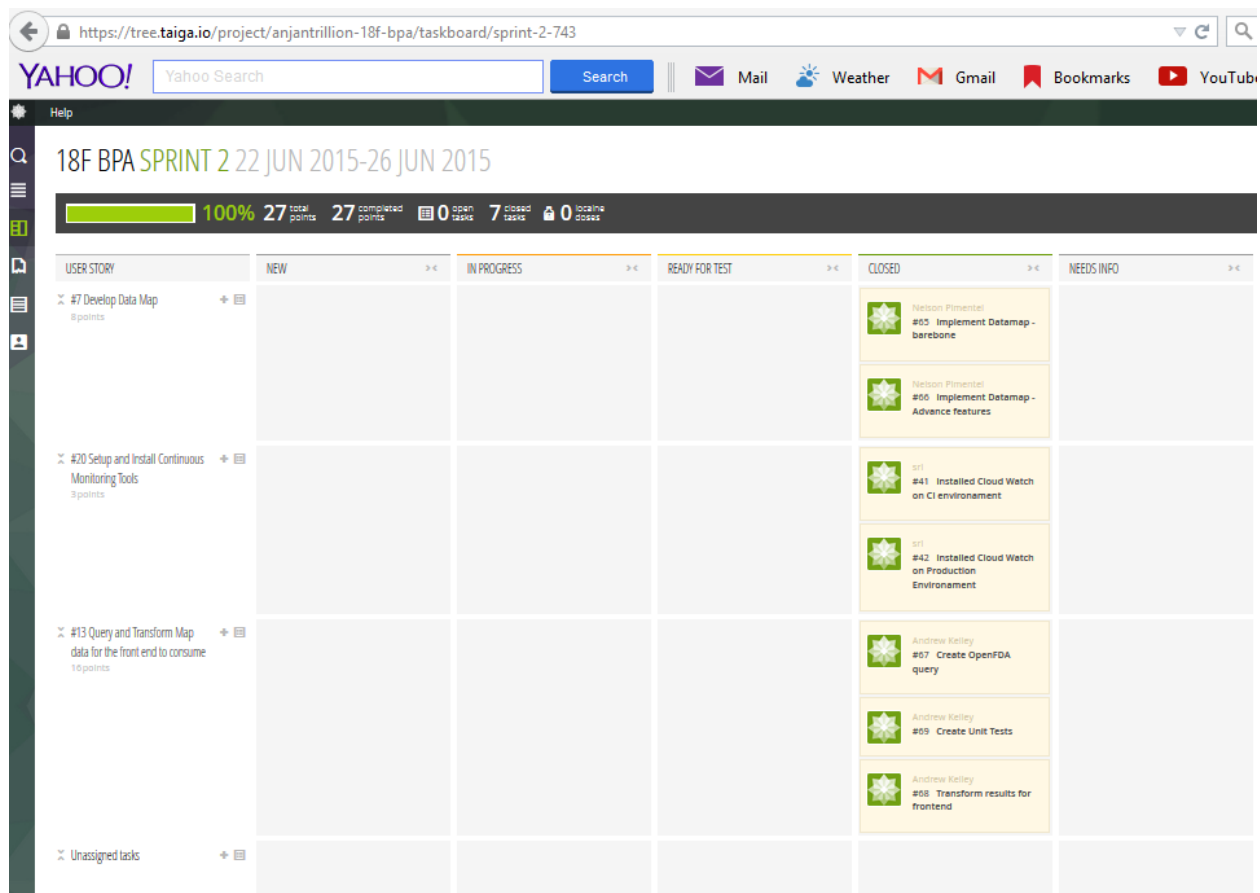 https://tree.taiga.io/project/anjantrillion-18f-bpa/taskboard/sprint-2-743
YAHOO! Yahoo Search Search Mail Weather Gmail Bookmarks YouTube
Help
18F BPA SPRINT 2 22 JUN 2015-26 JUN 2015
100% 27 total points 27 completed points 0 open tasks 7 closed tasks 0 iocaine doses
USER STORY NEW IN PROGRESS READY FOR TEST CLOSED NEEDS INFO
#7 Develop Data Map
8 points
Nelson Pimentel
#65 Implement Datamap -
barebone
Nelson Pimentel
#66 Implement Datamap -
Advance features
#20 Setup and Install Continuous
Monitoring Tools
3 points
sri
#41 Installed Cloud Watch
on CI environament
sri
#42 Installed Cloud Watch
on Production
Environament
#13 Query and Transform Map
data for the front end to consume
16 points
Andrew Kelley
#67 Create OpenFDA
query
Andrew Kelley
#69 Create Unit Tests
Andrew Kelley
#68 Transform results for
frontend
Unassigned tasks